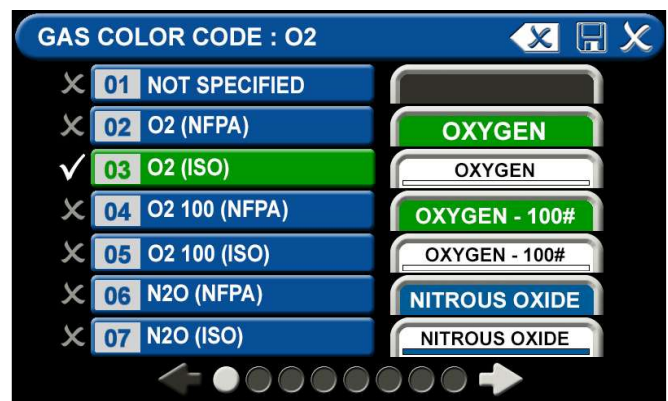 GAS COLOR CODE : O2
01 NOT SPECIFIED
02 O2 (NFPA) OXYGEN
03 O2 (ISO) OXYGEN
04 O2 100 (NFPA) OXYGEN - 100#
05 O2 100 (ISO) OXYGEN - 100#
06 N2O (NFPA) NITROUS OXIDE
07 N2O (ISO) NITROUS OXIDE